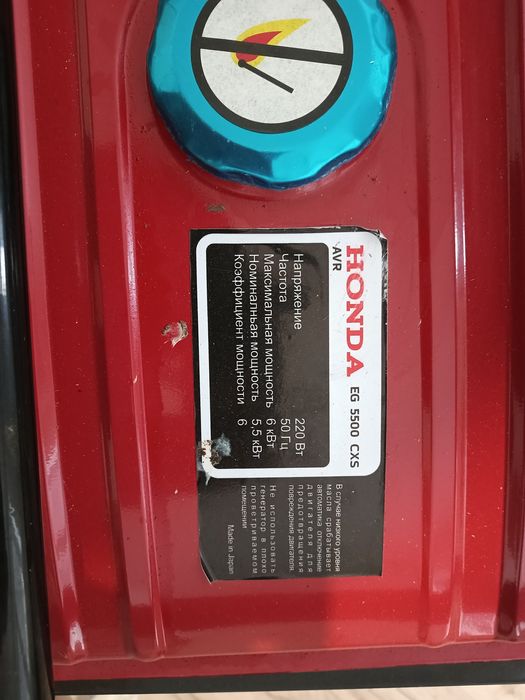 HONDA EG 5500 CXS
AVR
Напряжение 220 Вт
Частота 50 Гц
Максимальная мощность 6 кВт
Номинальная мощность 5,5 кВт
Коэффициент мощности 6
В случае низкого уровня
масла срабатывает
автоматика отключение
двигателя для
предотвращения
повреждения двигателя.
Не использовать
генератор в плохо
проветриваемом
помещении
Made in Japan